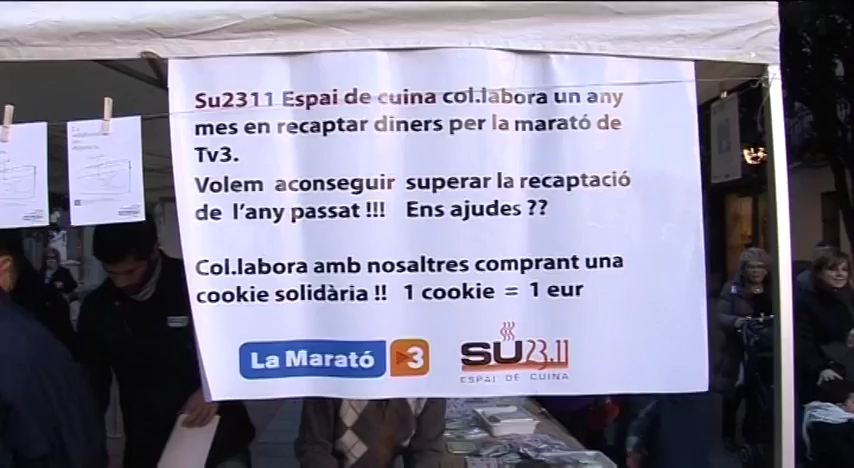 Su2311 Espai de cuina col.labora un any
mes en recaptar diners per la marató de
Tv3.
Volem aconseguir superar la recaptació
de l'any passat !!! Ens ajudes ??
Col.labora amb nosaltres comprant una
cookie solidària !! 1 cookie = 1 eur
La Marató 3
SU23.11
ESPAI DE CUINA